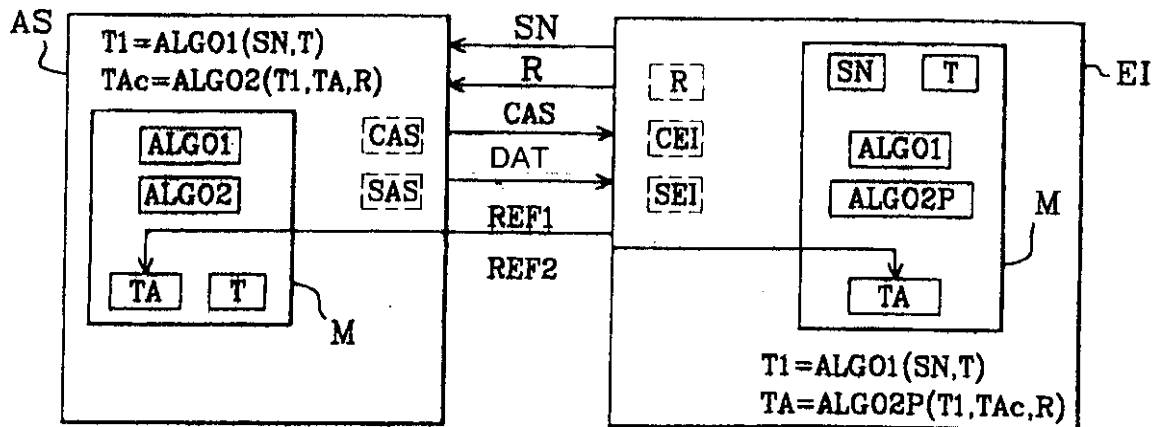 AS
T1=ALGO1(SN,T)
TAc=ALGO2(T1,TA,R)
ALGO1
ALGO2
CAS
SAS
TA
T
M
SN
R
CAS
DAT
REF1
REF2
R
CEI
SEI
SN
T
ALGO1
ALGO2P
TA
M
EI
T1=ALGO1(SN,T)
TA=ALGO2P(T1,TAc,R)